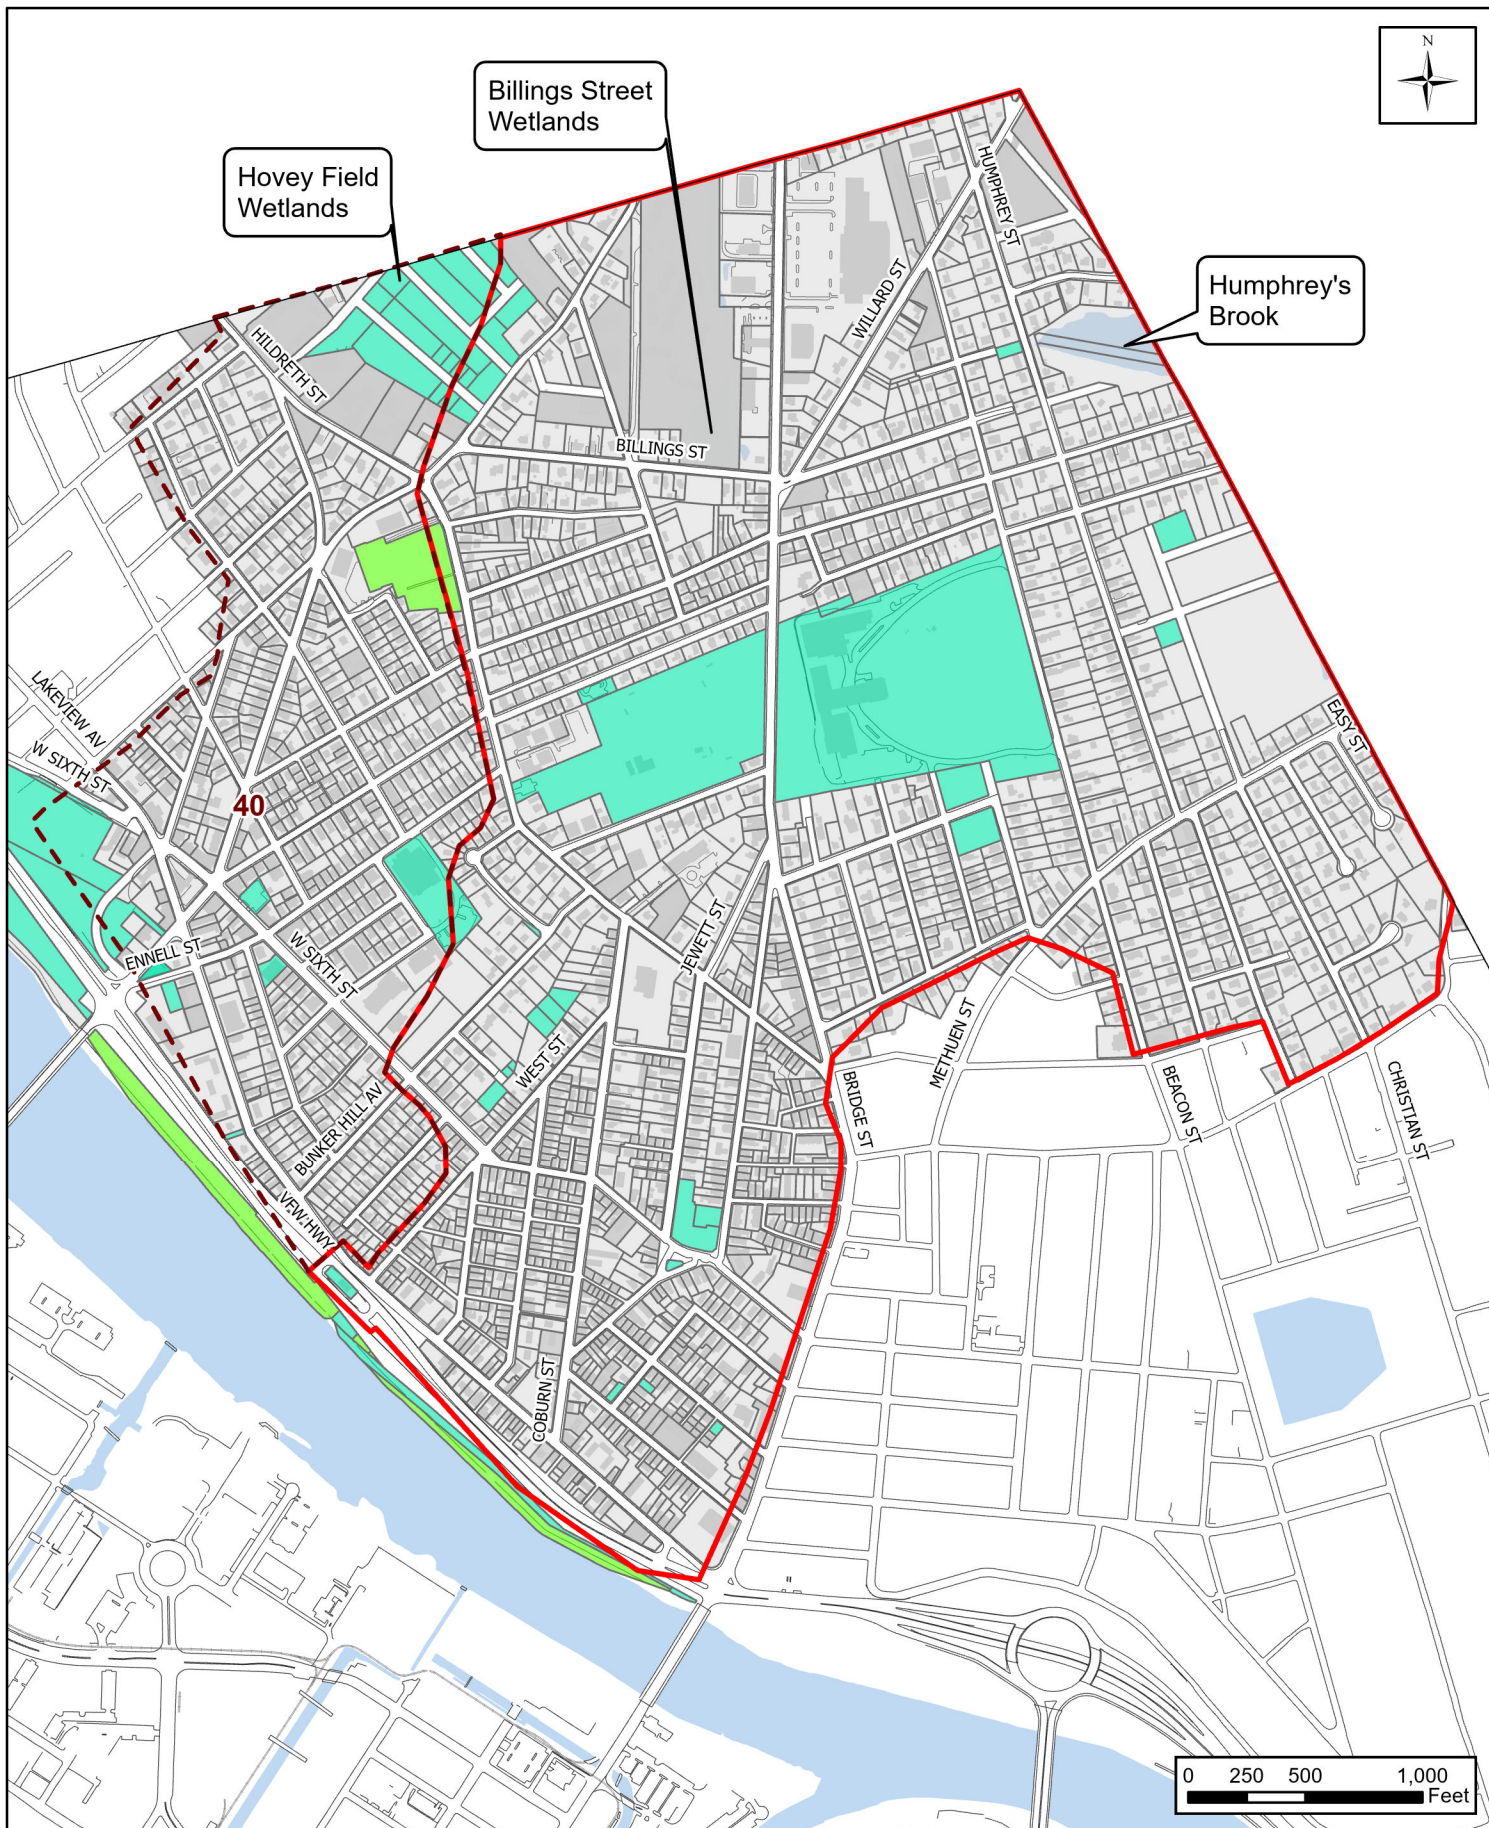 N
Billings Street
Wetlands
Hovey Field
Wetlands
HUMPHREY ST
Humphrey's
Brook
WILLARD ST
HILDRETH ST
BILLINGS ST
LAKEVIEW AV
W SIXTH ST
EASY ST
40
JEWETT ST
ENNELL ST
W SIXTH ST
WEST ST
METHUEN ST
BRIDGE ST
BEACON ST
CHRISTIAN ST
BUNKER HILL AV
VFW HWY
COBURN ST
0 250 500 1,000
Feet